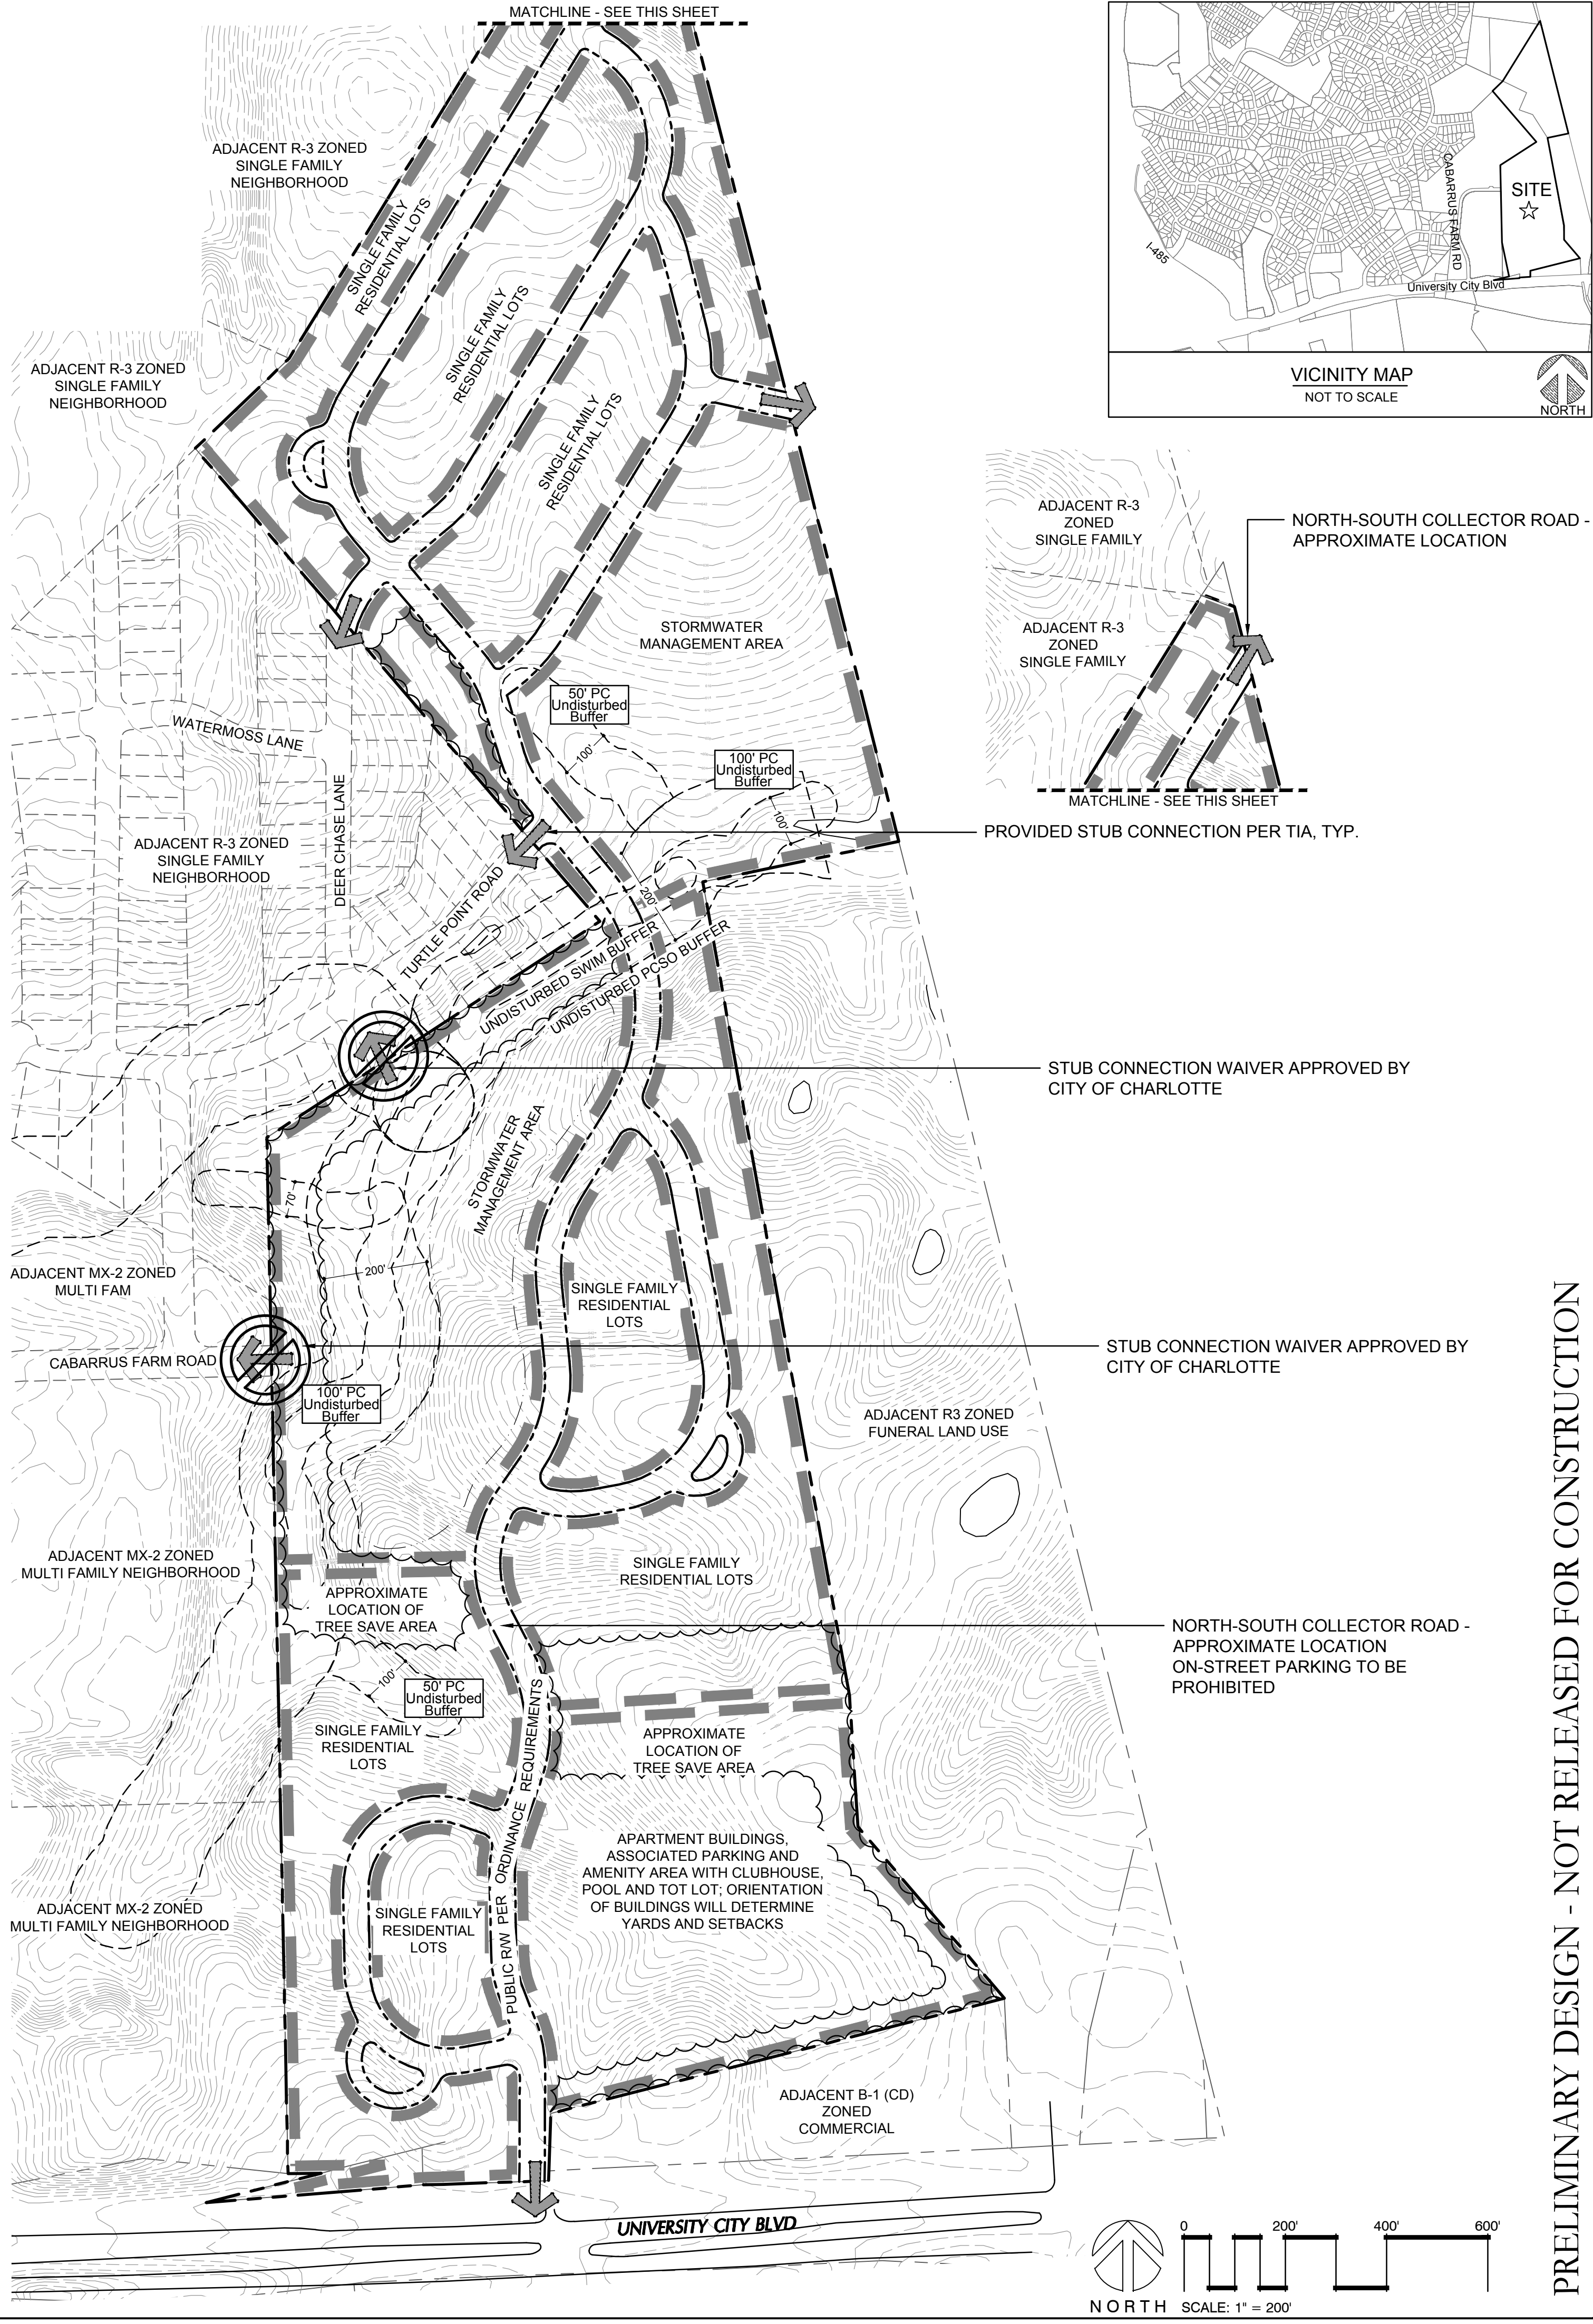 MATCHLINE - SEE THIS SHEET
ADJACENT R-3 ZONED
SINGLE FAMILY
NEIGHBORHOOD
SINGLE FAMILY
RESIDENTIAL LOTS
CABARRUS FARM RD
SITE
I-485
University City Blvd
VICINITY MAP
NOT TO SCALE
NORTH
ADJACENT R-3 ZONED
SINGLE FAMILY
NEIGHBORHOOD
SINGLE FAMILY
RESIDENTIAL LOTS
SINGLE FAMILY
RESIDENTIAL LOTS
ADJACENT R-3
ZONED
SINGLE FAMILY
NORTH-SOUTH COLLECTOR ROAD -
APPROXIMATE LOCATION
ADJACENT R-3
ZONED
SINGLE FAMILY
MATCHLINE - SEE THIS SHEET
STORMWATER
MANAGEMENT AREA
50' PC
Undisturbed
Buffer
100'
WATERMOSS LANE
100' PC
Undisturbed
Buffer
100'
DEER CHASE LANE
ADJACENT R-3 ZONED
SINGLE FAMILY
NEIGHBORHOOD
PROVIDED STUB CONNECTION PER TIA, TYP.
TURTLE POINT ROAD
200'
UNDISTURBED SWIM BUFFER
UNDISTURBED PCSO BUFFER
STUB CONNECTION WAIVER APPROVED BY
CITY OF CHARLOTTE
STORMWATER
MANAGEMENT AREA
70'
200'
ADJACENT MX-2 ZONED
MULTI FAM
SINGLE FAMILY
RESIDENTIAL
LOTS
CABARRUS FARM ROAD
STUB CONNECTION WAIVER APPROVED BY
CITY OF CHARLOTTE
100' PC
Undisturbed
Buffer
ADJACENT R3 ZONED
FUNERAL LAND USE
ADJACENT MX-2 ZONED
MULTI FAMILY NEIGHBORHOOD
SINGLE FAMILY
RESIDENTIAL LOTS
APPROXIMATE
LOCATION OF
TREE SAVE AREA
NORTH-SOUTH COLLECTOR ROAD -
APPROXIMATE LOCATION
ON-STREET PARKING TO BE
PROHIBITED
100'
50' PC
Undisturbed
Buffer
SINGLE FAMILY
RESIDENTIAL
LOTS
APPROXIMATE
LOCATION OF
TREE SAVE AREA
PUBLIC R/W PER ORDINANCE REQUIREMENTS
APARTMENT BUILDINGS,
ASSOCIATED PARKING AND
AMENITY AREA WITH CLUBHOUSE,
POOL AND TOT LOT; ORIENTATION
OF BUILDINGS WILL DETERMINE
YARDS AND SETBACKS
ADJACENT MX-2 ZONED
MULTI FAMILY NEIGHBORHOOD
SINGLE FAMILY
RESIDENTIAL
LOTS
ADJACENT B-1 (CD)
ZONED
COMMERCIAL
UNIVERSITY CITY BLVD
NORTH
0 200' 400' 600'
SCALE: 1" = 200'
PRELIMINARY DESIGN - NOT RELEASED FOR CONSTRUCTION